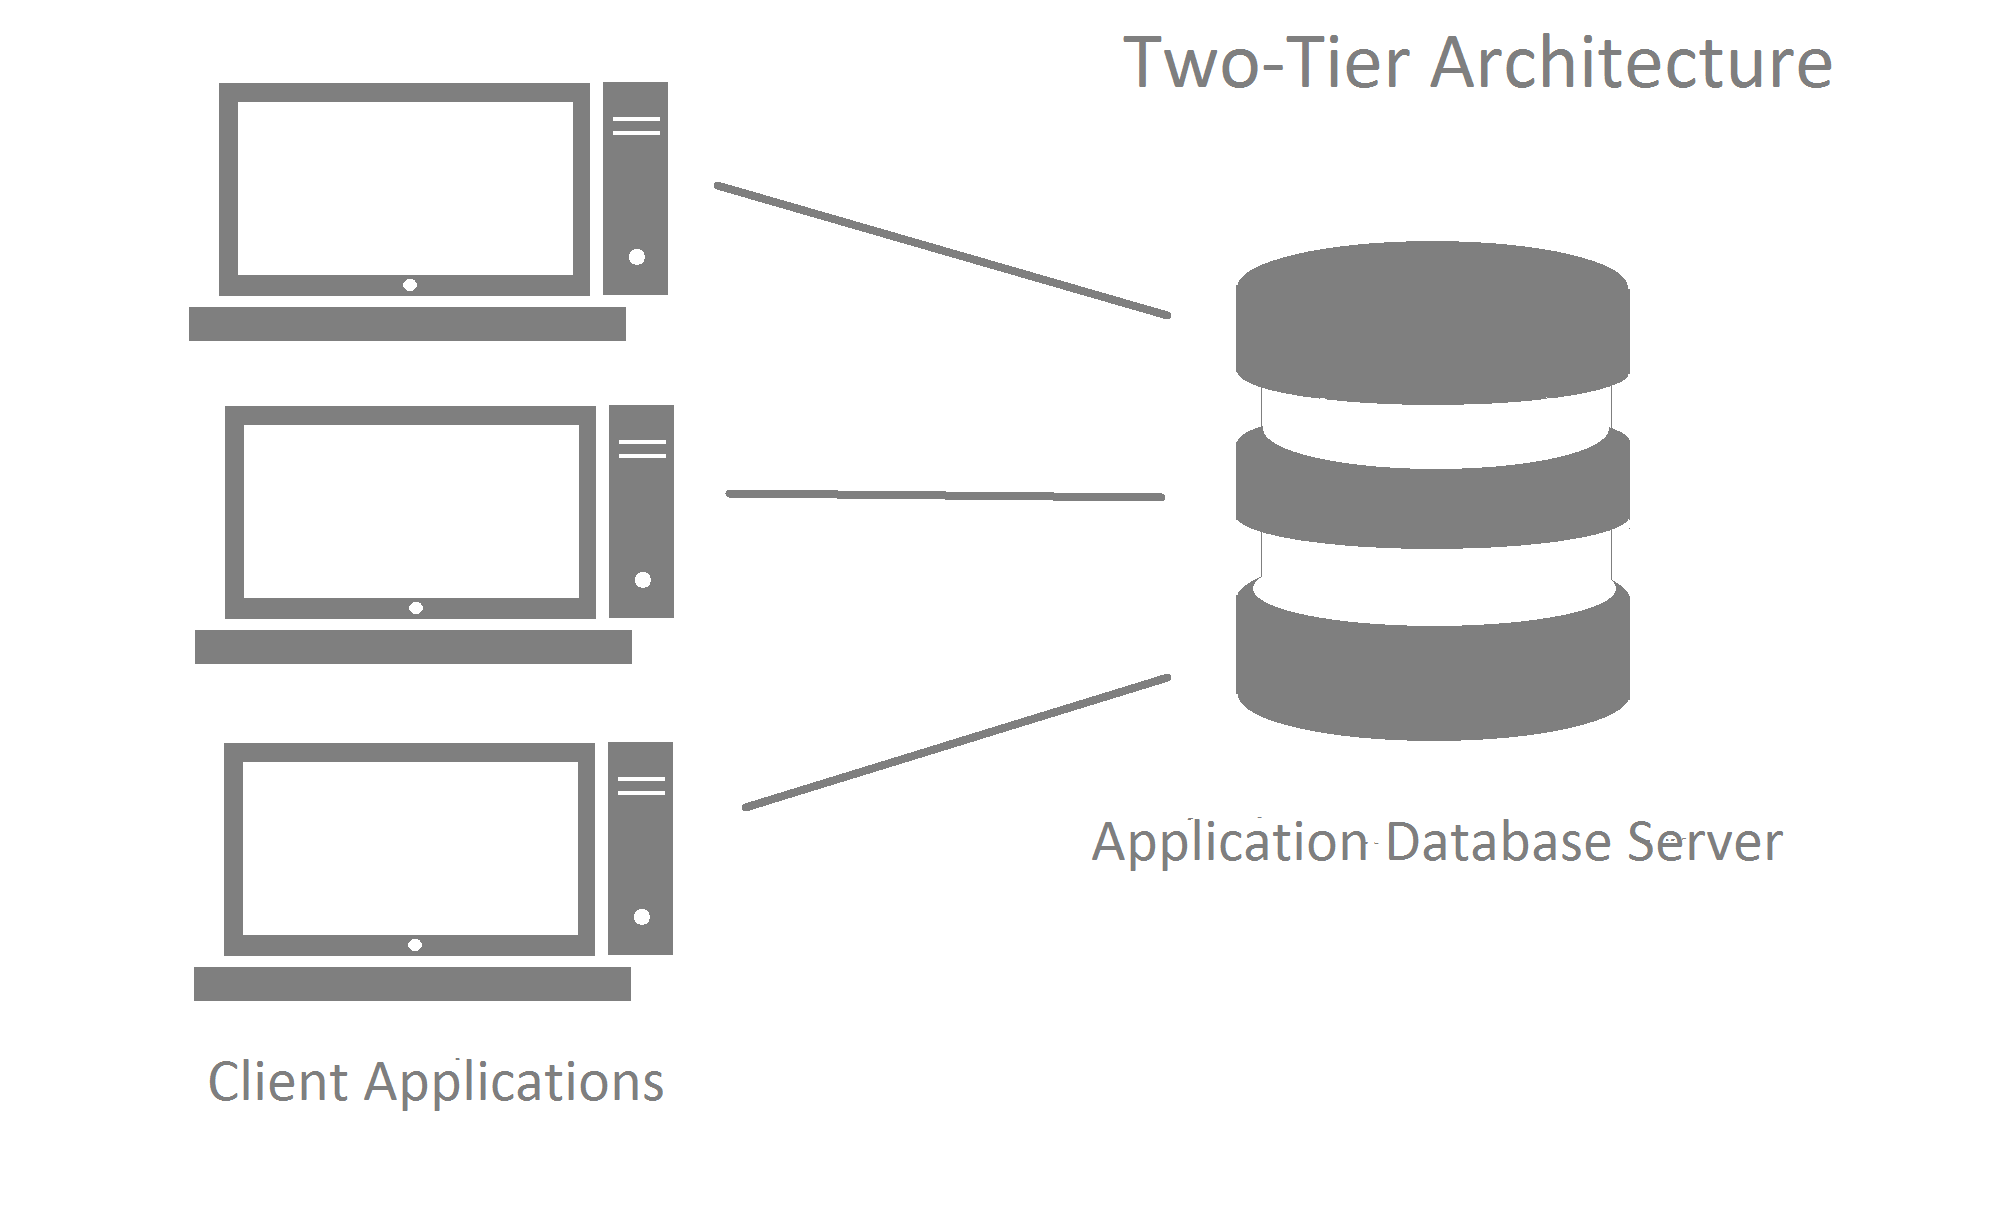 Two-Tier Architecture
Application Database Server
Client Applications